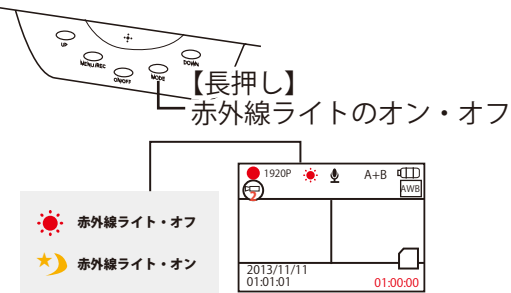 UP
MENU/REC
ON/OFF
MODE
DOWN
【長押し】
赤外線ライトのオン・オフ
1920P
A+B
AWB
2
赤外線ライト・オフ
赤外線ライト・オン
2013/11/11
01:01:01
01:00:00